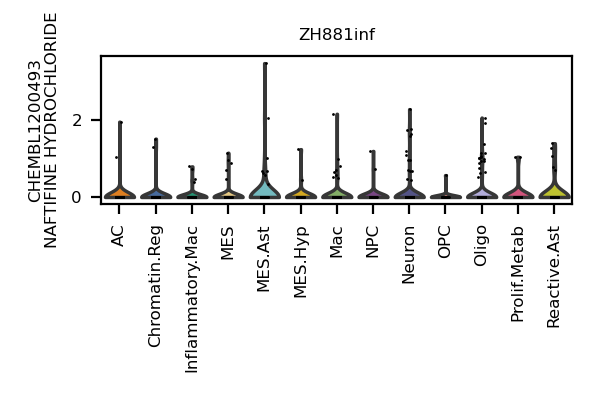 ZH881inf
CHEMBL1200493
NAFTIFINE HYDROCHLORIDE
2
0
AC
Chromatin.Reg
Inflammatory.Mac
MES
MES.Ast
MES.Hyp
Mac
NPC
Neuron
OPC
Oligo
Prolif.Metab
Reactive.Ast